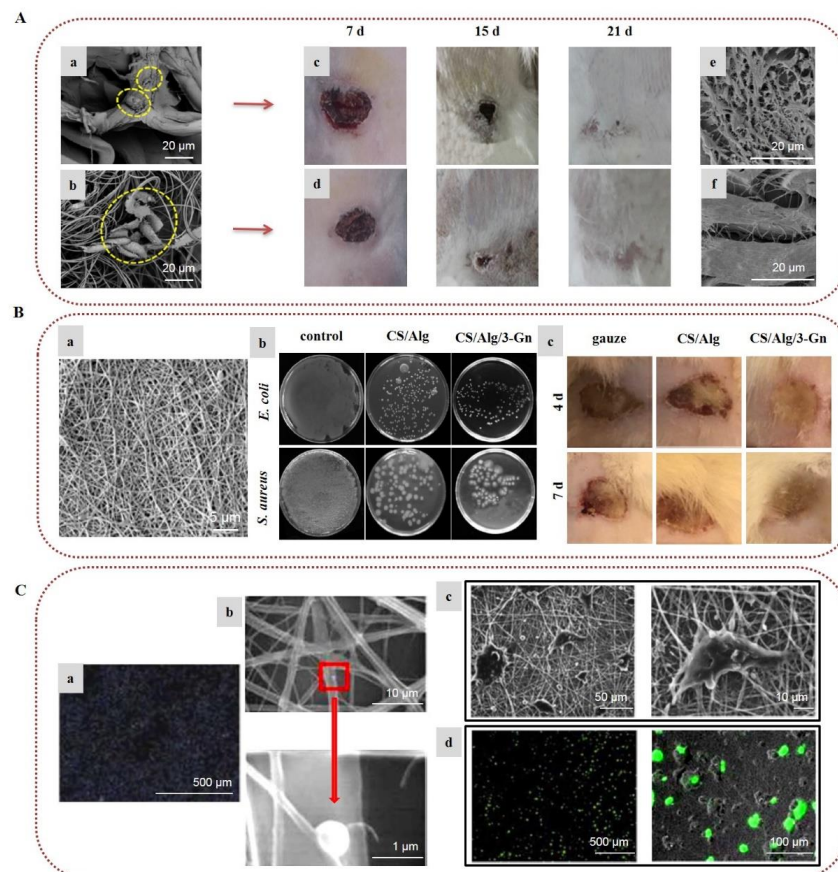 A
7 d 15 d 21 d
a
20 µm
c
e
20 µm
b
20 µm
d
f
20 µm
B
a
5 µm
b
control CS/Alg CS/Alg/3-Gn
E. coli
S. aureus
c
gauze CS/Alg CS/Alg/3-Gn
4 d
7 d
C
a
500 µm
b
10 µm
1 µm
c
50 µm
10 µm
d
500 µm
100 µm